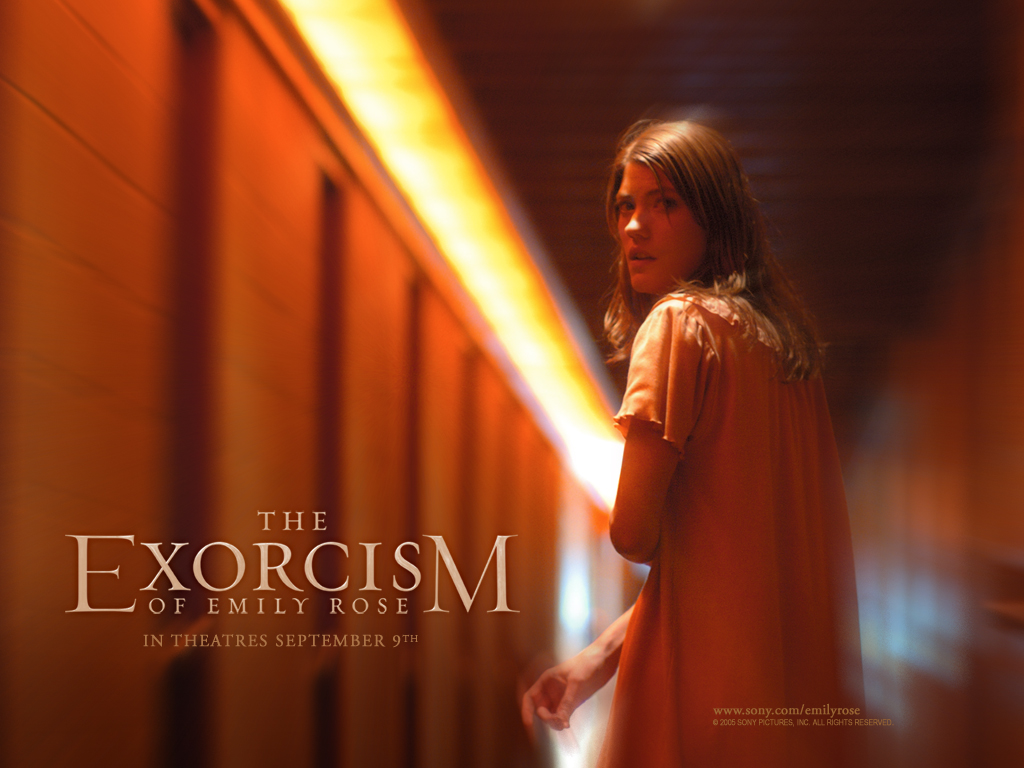 THE
EXORCISM
OF EMILY ROSE
IN THEATRES SEPTEMBER 9TH
www.sony.com/emilyrose
© 2005 SONY PICTURES, INC. ALL RIGHTS RESERVED.